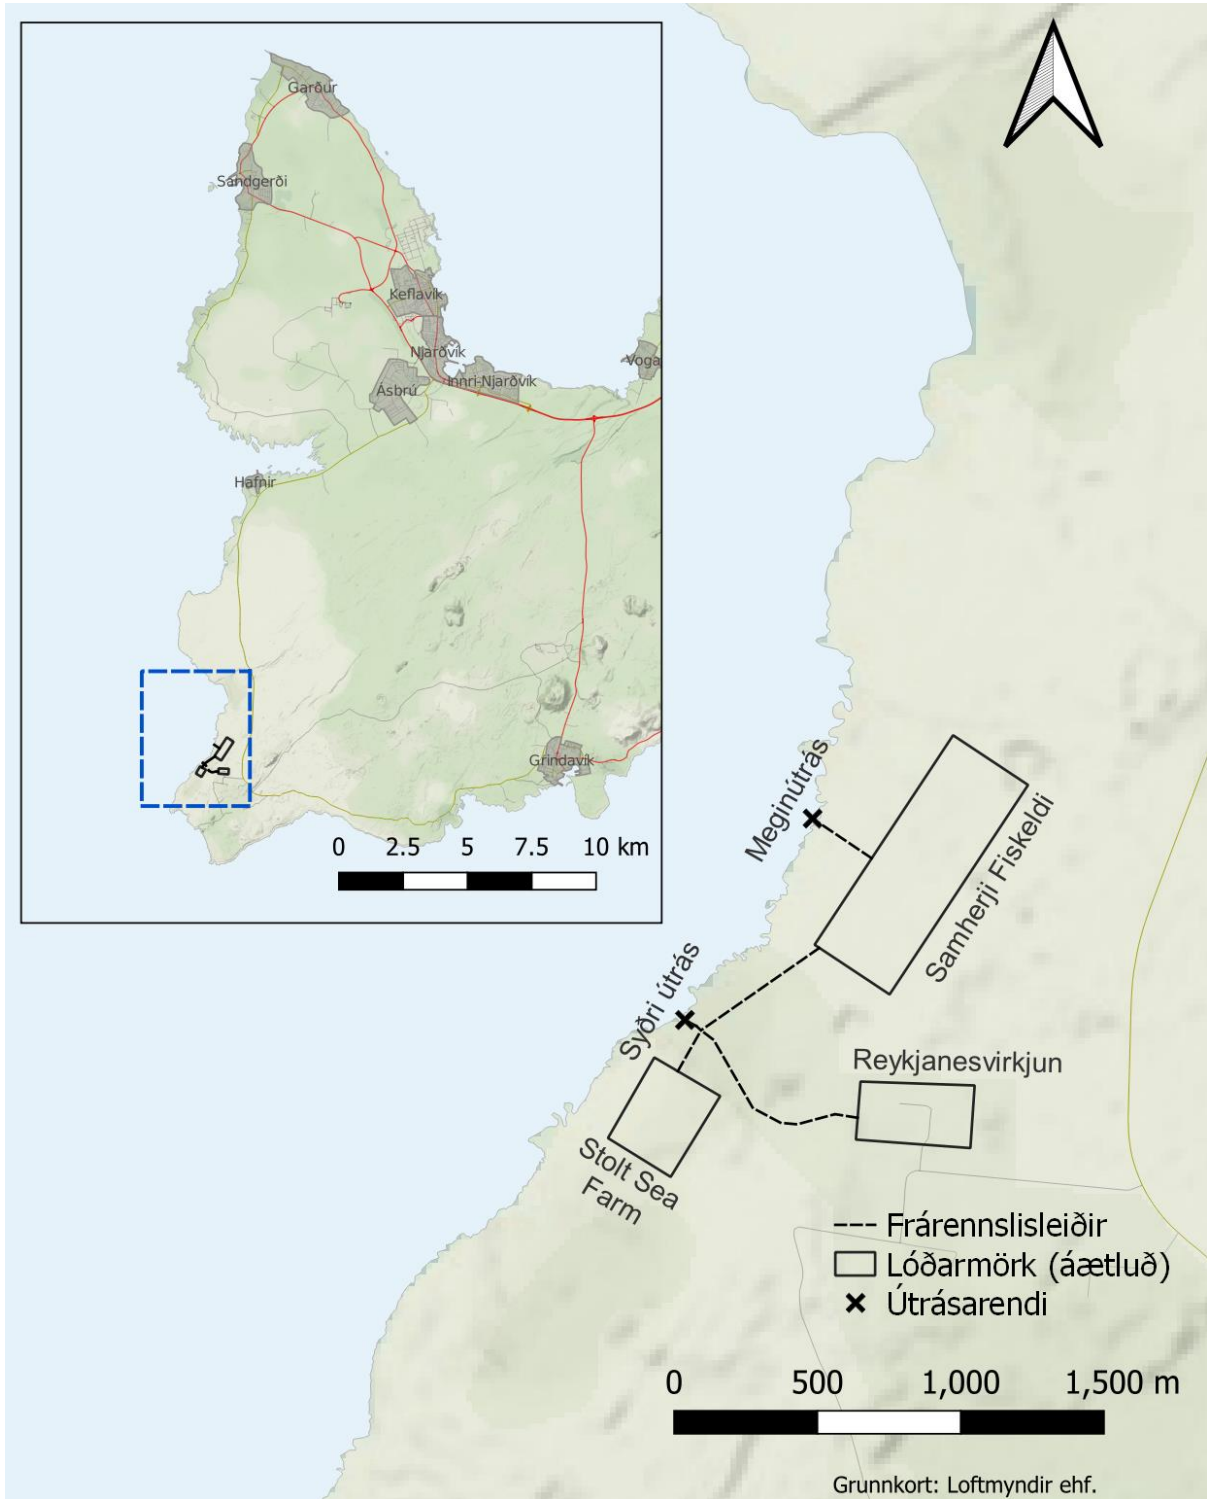 Garður
Sandgerði
Keflavík
Njarðvík
Innri-Njarðvík
Ásbrú
Voga
Hafnir
Grindavík
0 2.5 5 7.5 10 km
Meginútrás
Samherji Fiskeldi
Syðri útrás
Reykjanesvirkjun
Stolt Sea
Farm
Frárennslisleiðir
Lóðarmörk (áætluð)
Útrásarendi
0 500 1,000 1,500 m
Grunnkort: Loftmyndir ehf.